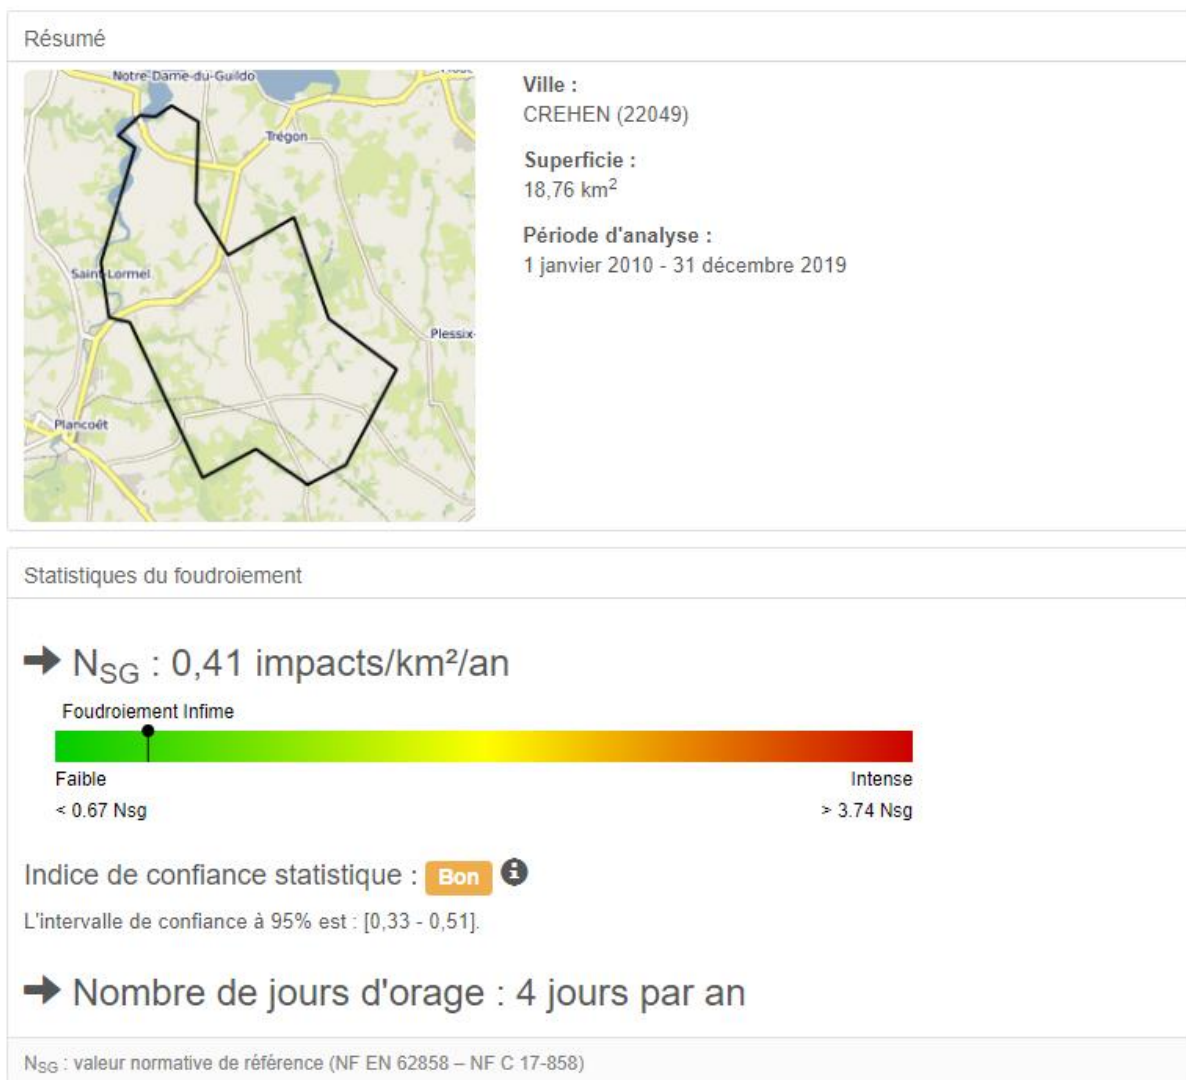 Résumé
Notre-Dame-du-Guildo
Trégon
Saint-Lormel
Plessix-
Plancoët
Ville :
CREHEN (22049)
Superficie :
18,76 km²
Période d'analyse :
1 janvier 2010 - 31 décembre 2019
Statistiques du foudroiement
➔ NSG : 0,41 impacts/km²/an
Foudroiement Infime
Faible Intense
< 0.67 Nsg > 3.74 Nsg
Indice de confiance statistique : Bon
L'intervalle de confiance à 95% est : [0,33 - 0,51].
➔ Nombre de jours d'orage : 4 jours par an
NSG : valeur normative de référence (NF EN 62858 – NF C 17-858)